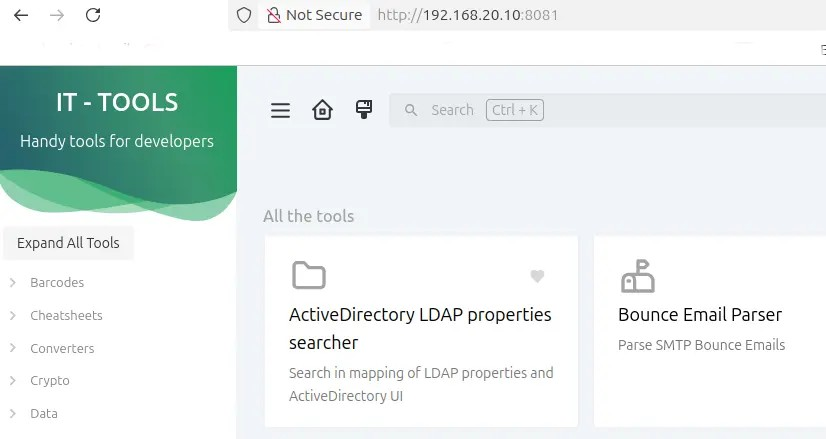 Not Secure http://192.168.20.10:8081
IT - TOOLS
Handy tools for developers
Search Ctrl + K
All the tools
Expand All Tools
Barcodes
Cheatsheets
Converters
Crypto
Data
ActiveDirectory LDAP properties
searcher
Search in mapping of LDAP properties and
ActiveDirectory UI
Bounce Email Parser
Parse SMTP Bounce Emails